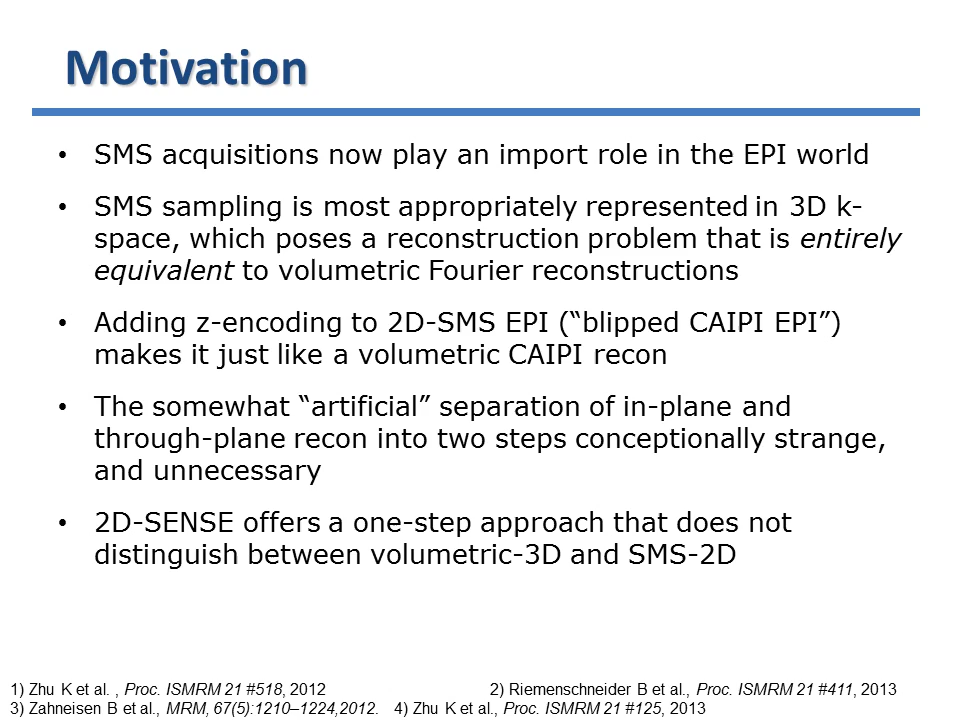 Motivation
• SMS acquisitions now play an import role in the EPI world
• SMS sampling is most appropriately represented in 3D k-
space, which poses a reconstruction problem that is entirely
equivalent to volumetric Fourier reconstructions
• Adding z-encoding to 2D-SMS EPI (“blipped CAIPI EPI”)
makes it just like a volumetric CAIPI recon
• The somewhat “artificial” separation of in-plane and
through-plane recon into two steps conceptionally strange,
and unnecessary
• 2D-SENSE offers a one-step approach that does not
distinguish between volumetric-3D and SMS-2D
1) Zhu K et al. , Proc. ISMRM 21 #518, 2012 2) Riemenschneider B et al., Proc. ISMRM 21 #411, 2013
3) Zahneisen B et al., MRM, 67(5):1210–1224,2012. 4) Zhu K et al., Proc. ISMRM 21 #125, 2013